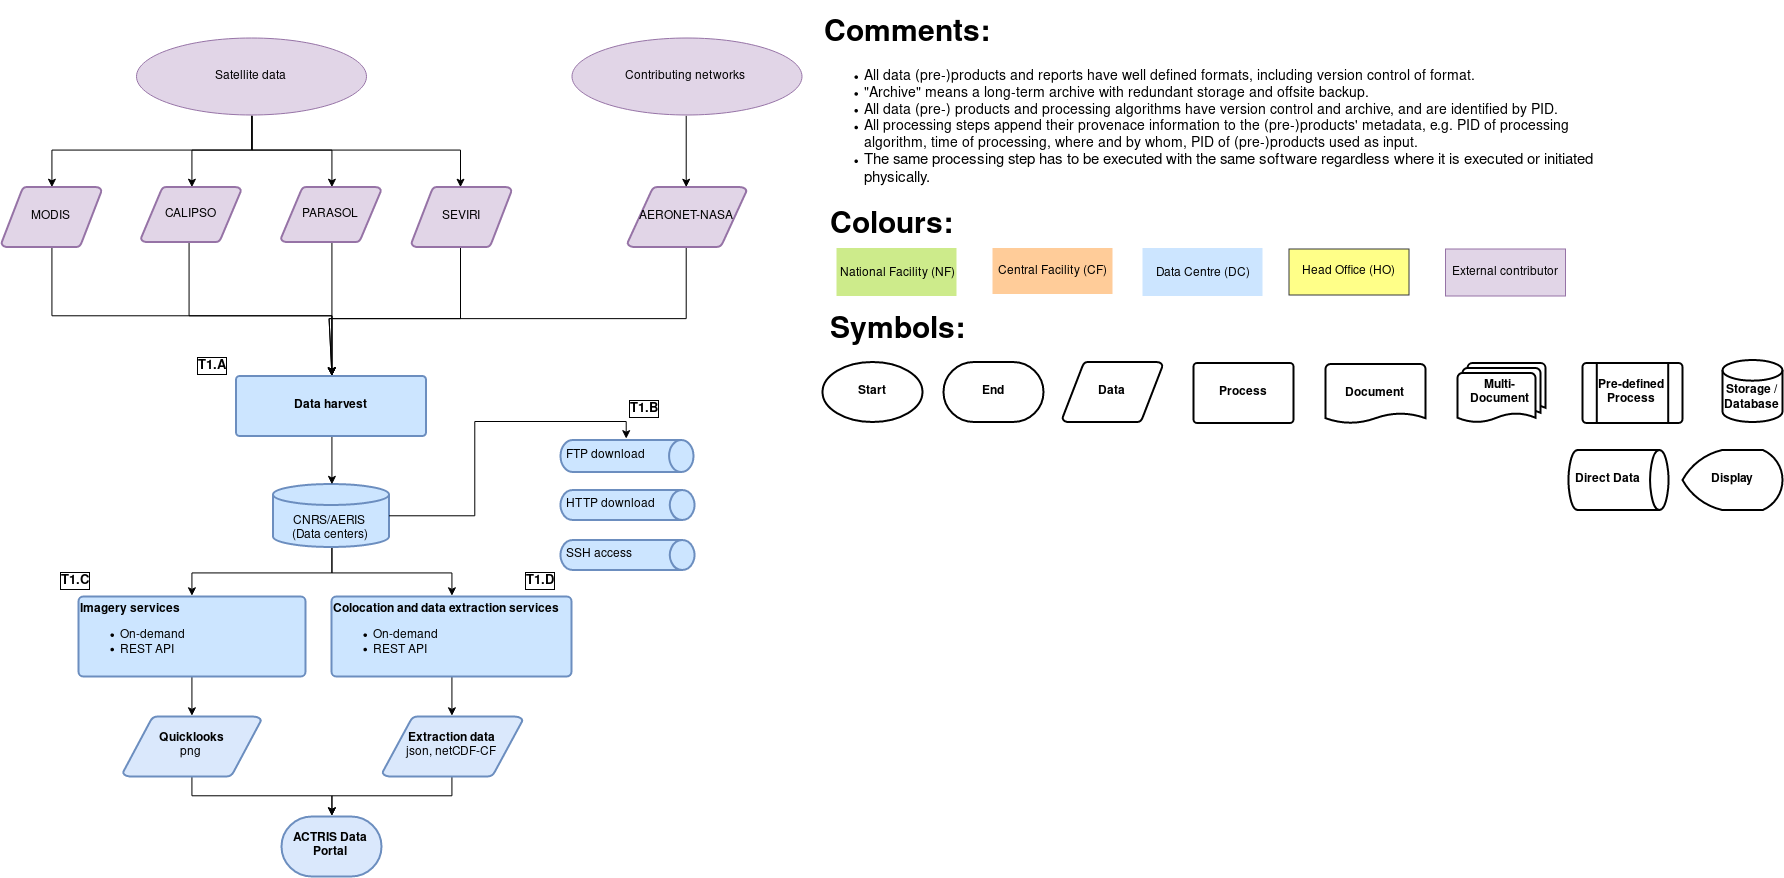 Satellite data
Contributing networks
MODIS
CALIPSO
PARASOL
SEVIRI
AERONET-NASA
T1.A
Data harvest
T1.B
FTP download
HTTP download
SSH access
CNRS/AERIS
(Data centers)
T1.C
T1.D
Imagery services
• On-demand
• REST API
Colocation and data extraction services
• On-demand
• REST API
Quicklooks
png
Extraction data
json, netCDF-CF
ACTRIS Data
Portal
Comments:
• All data (pre-)products and reports have well defined formats, including version control of format.
• "Archive" means a long-term archive with redundant storage and offsite backup.
• All data (pre-) products and processing algorithms have version control and archive, and are identified by PID.
• All processing steps append their provenace information to the (pre-)products' metadata, e.g. PID of processing
algorithm, time of processing, where and by whom, PID of (pre-)products used as input.
• The same processing step has to be executed with the same software regardless where it is executed or initiated
physically.
Colours:
National Facility (NF)
Central Facility (CF)
Data Centre (DC)
Head Office (HO)
External contributor
Symbols:
Start
End
Data
Process
Document
Multi-
Document
Pre-defined
Process
Storage /
Database
Direct Data
Display